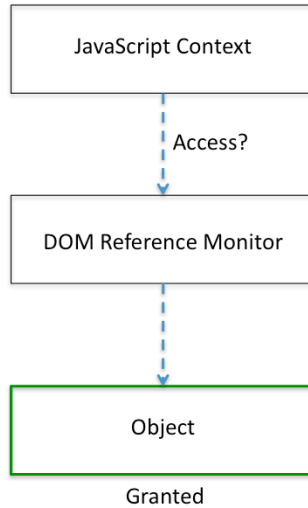 JavaScript Context
Access?
DOM Reference Monitor
Object
Granted